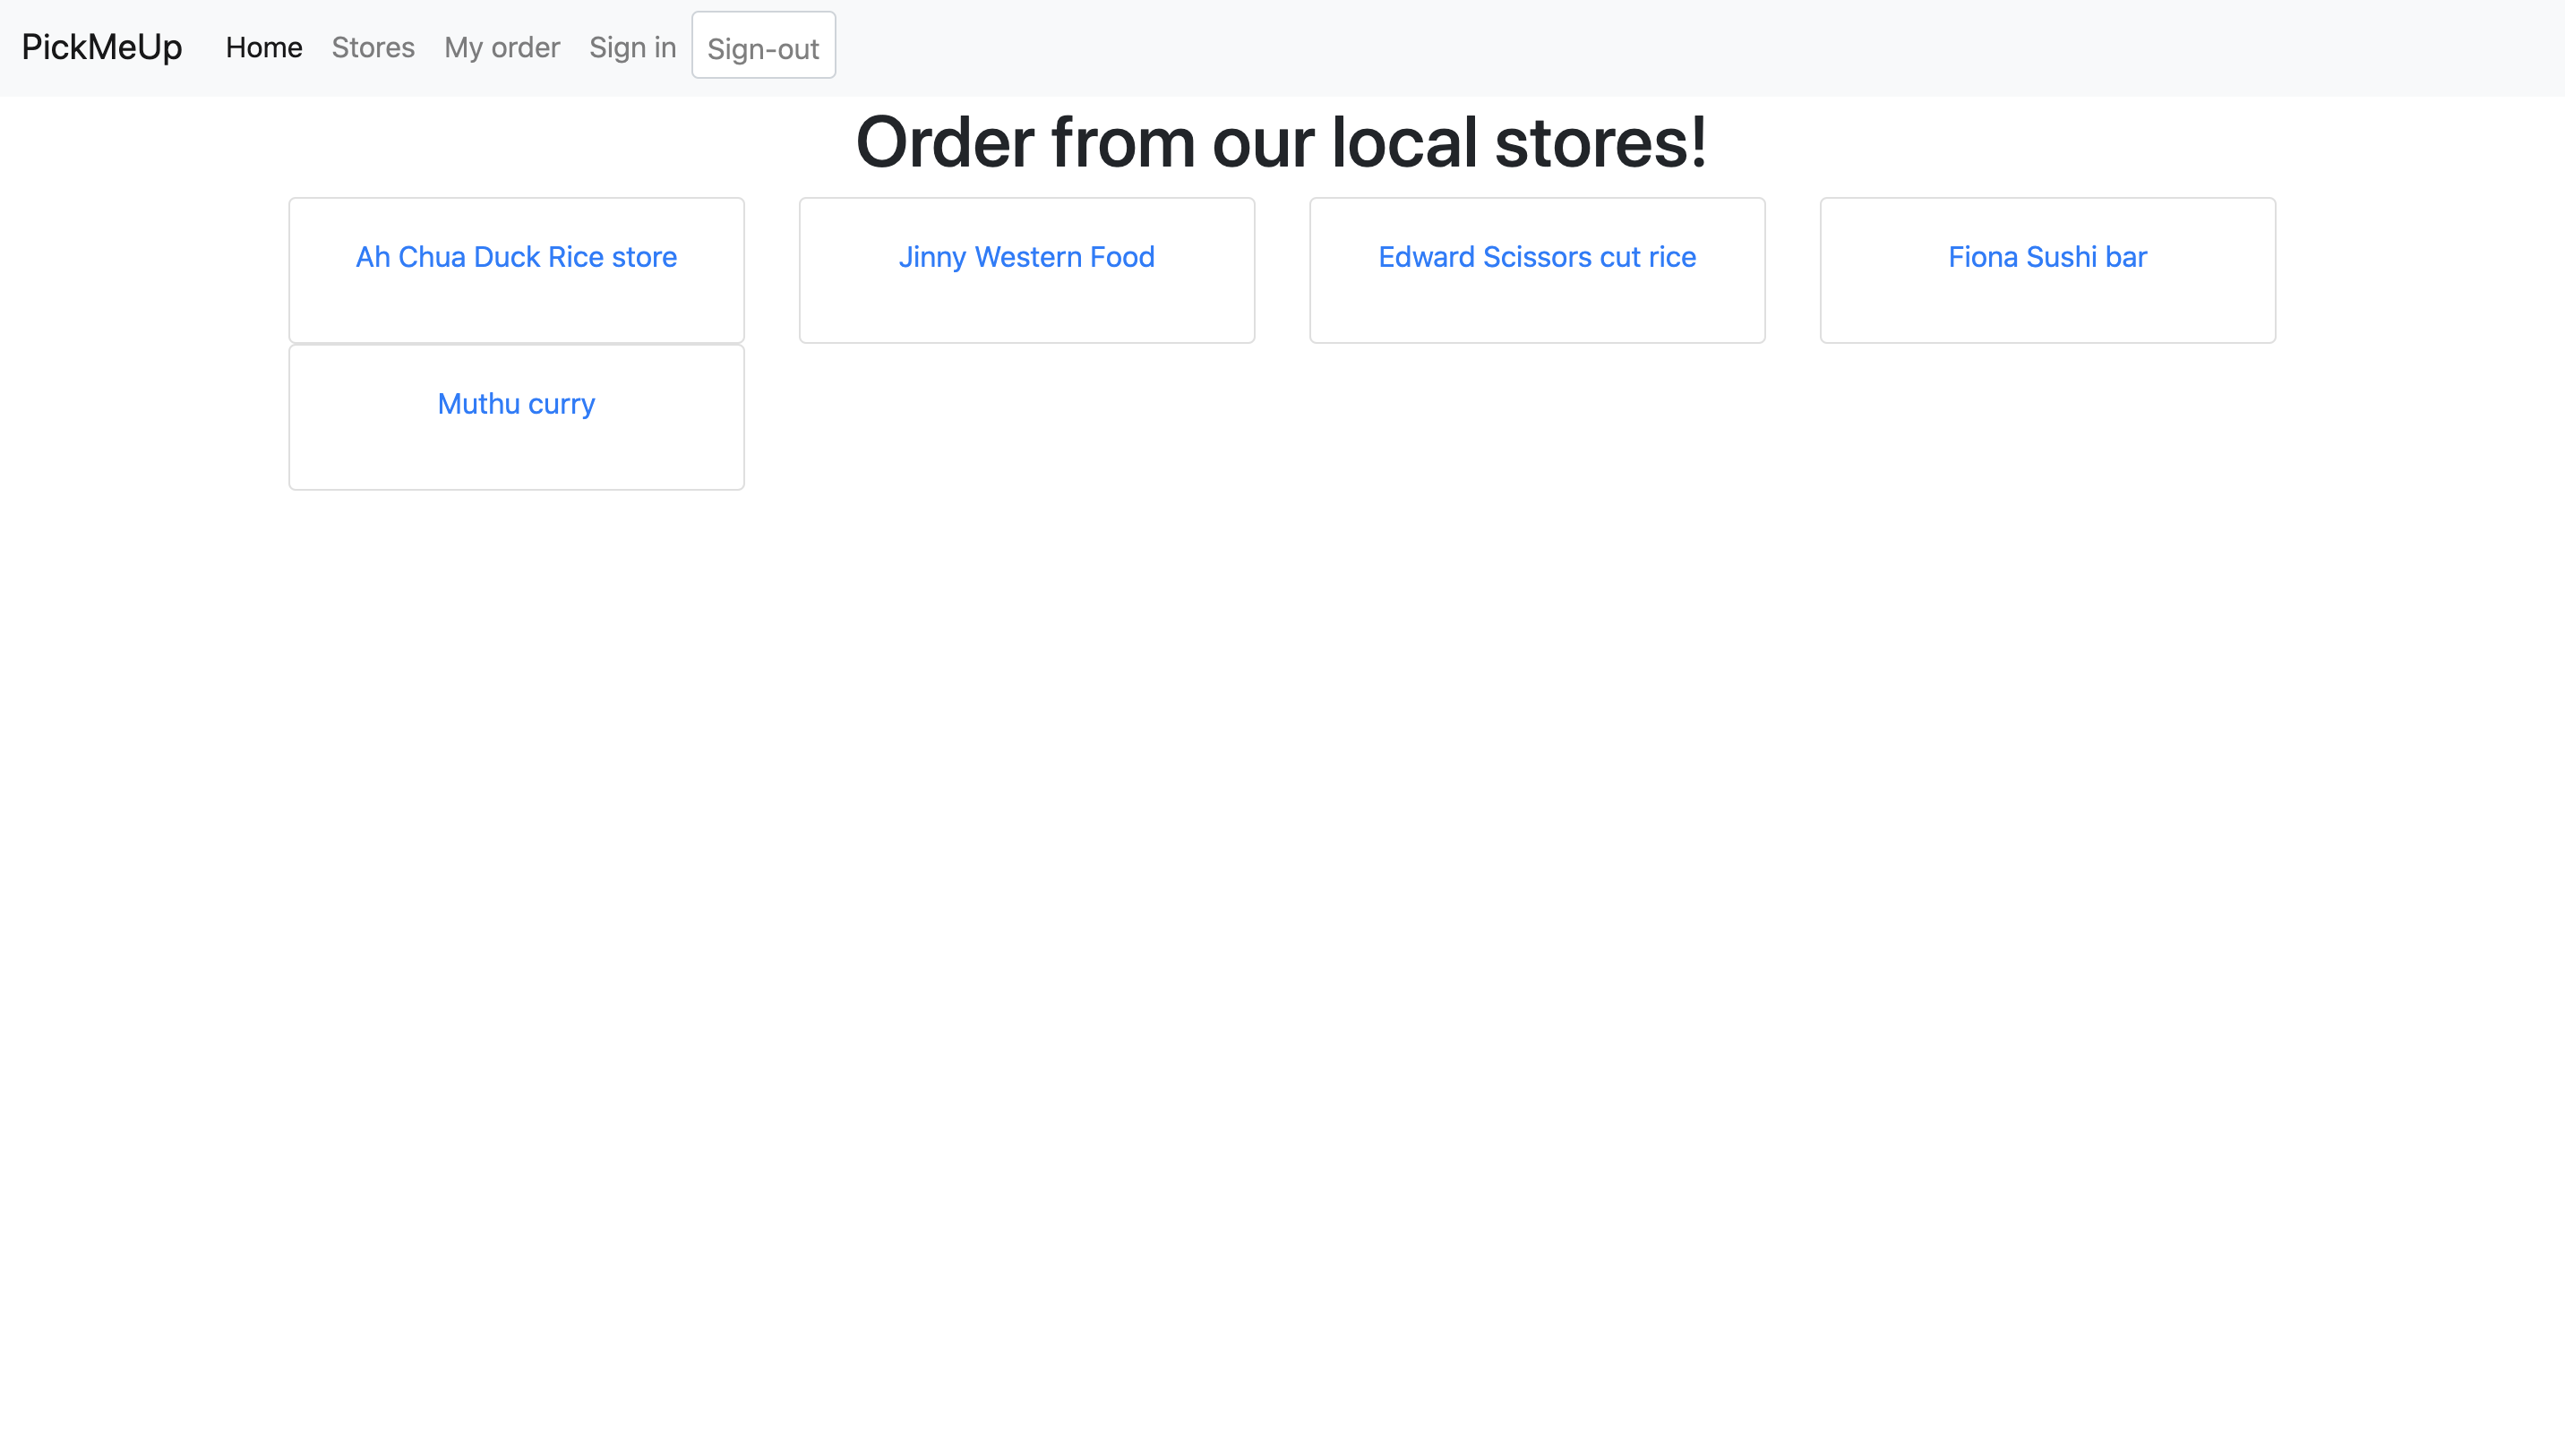 PickMeUp Home Stores My order Sign in Sign-out
Order from our local stores!
Ah Chua Duck Rice store Jinny Western Food Edward Scissors cut rice Fiona Sushi bar
Muthu curry